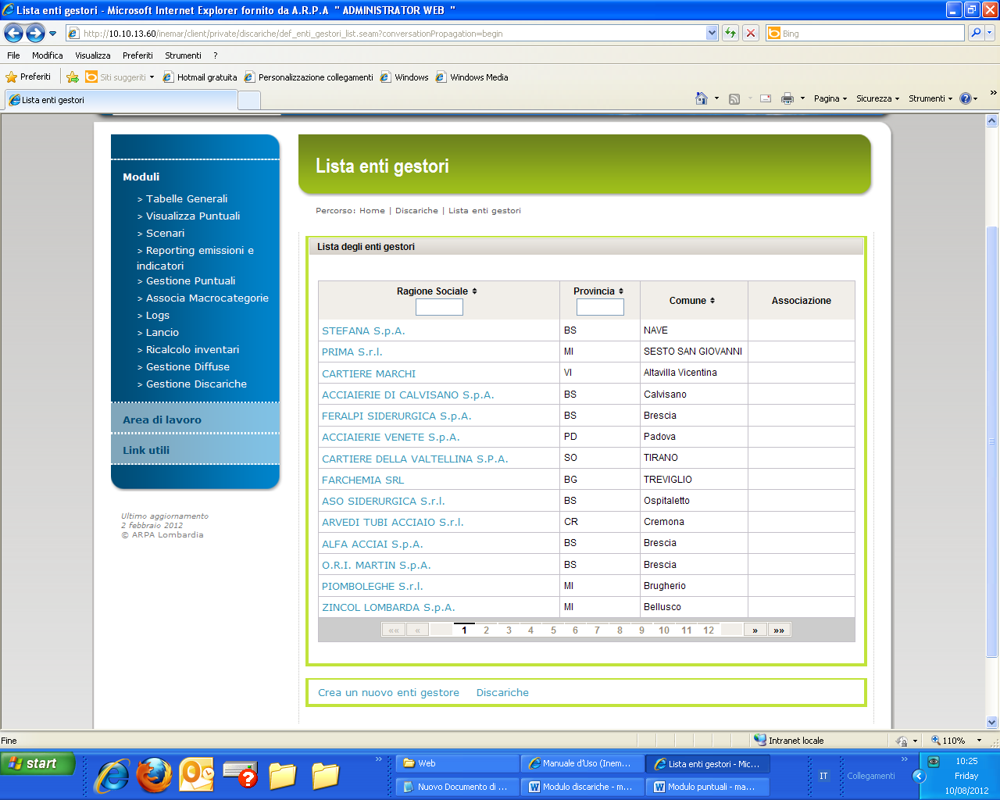 Lista enti gestori - Microsoft Internet Explorer fornito da A.R.P.A  " ADMINISTRATOR WEB  "
http://10.10.13.60/inemar/client/private/discariche/def_enti_gestori_list.seam?conversationPropagation=begin
Bing
File Modifica Visualizza Preferiti Strumenti ?
Preferiti Siti suggeriti Hotmail gratuita Personalizzazione collegamenti Windows Windows Media
Lista enti gestori
Pagina Sicurezza Strumenti »
Moduli
> Tabelle Generali
> Visualizza Puntuali
> Scenari
> Reporting emissioni e
indicatori
> Gestione Puntuali
> Associa Macrocategorie
> Logs
> Lancio
> Ricalcolo inventari
> Gestione Diffuse
> Gestione Discariche
Area di lavoro
Link utili
Ultimo aggiornamento
2 febbraio 2012
© ARPA Lombardia
Lista enti gestori
Percorso: Home | Discariche | Lista enti gestori
Lista degli enti gestori
Ragione Sociale Provincia Comune Associazione
STEFANA S.p.A. BS NAVE
PRIMA S.r.l. MI SESTO SAN GIOVANNI
CARTIERE MARCHI VI Altavilla Vicentina
ACCIAIERIE DI CALVISANO S.p.A. BS Calvisano
FERALPI SIDERURGICA S.p.A. BS Brescia
ACCIAIERIE VENETE S.p.A. PD Padova
CARTIERE DELLA VALTELLINA S.P.A. SO TIRANO
FARCHEMIA SRL BG TREVIGLIO
ASO SIDERURGICA S.r.l. BS Ospitaletto
ARVEDI TUBI ACCIAIO S.r.l. CR Cremona
ALFA ACCIAI S.p.A. BS Brescia
O.R.I. MARTIN S.p.A. BS Brescia
PIOMBOLEGHE S.r.l. MI Brugherio
ZINCOL LOMBARDA S.p.A. MI Bellusco
«« « 1 2 3 4 5 6 7 8 9 10 11 12 » »»
Crea un nuovo enti gestore Discariche
Fine Intranet locale 110%
start » Web Manuale d'Uso (Inem... Lista enti gestori - Mic... IT Collegamenti » 10:25
Nuovo Documento di ... Modulo discariche - m... Modulo puntuali - ma... Friday
10/08/2012